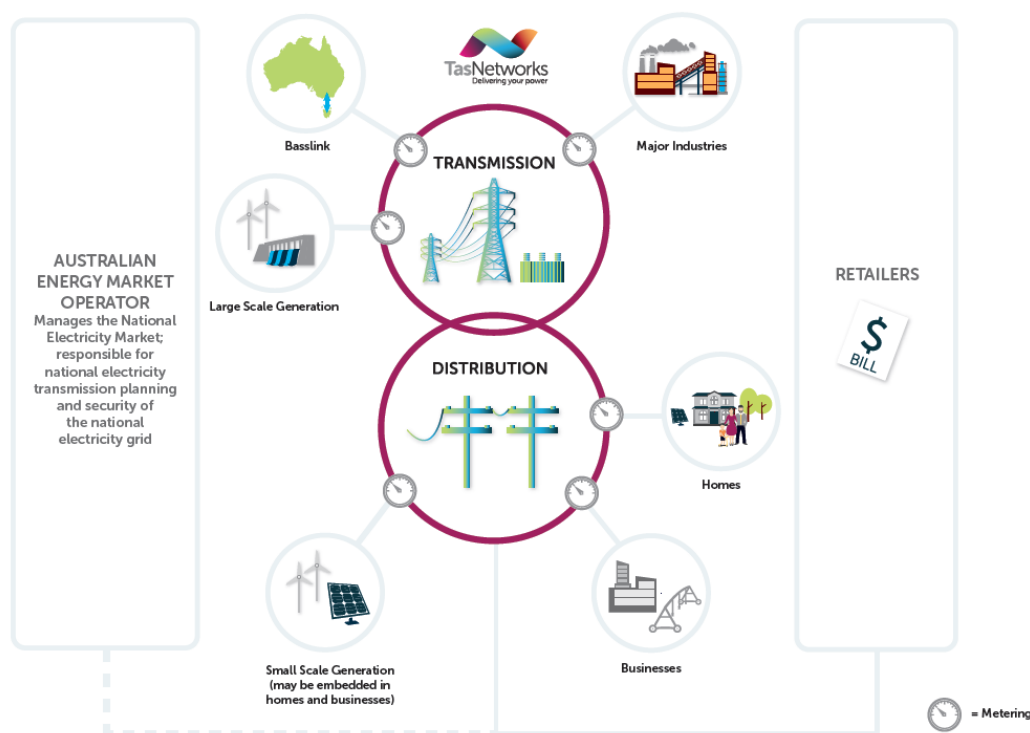 TasNetworks
Delivering your power
Basslink
Major Industries
TRANSMISSION
Large Scale Generation
AUSTRALIAN
ENERGY MARKET
OPERATOR
Manages the National
Electricity Market;
responsible for
national electricity
transmission planning
and security of
the national
electricity grid
RETAILERS
$
BILL
DISTRIBUTION
Homes
Small Scale Generation
(may be embedded in
homes and businesses)
Businesses
= Metering